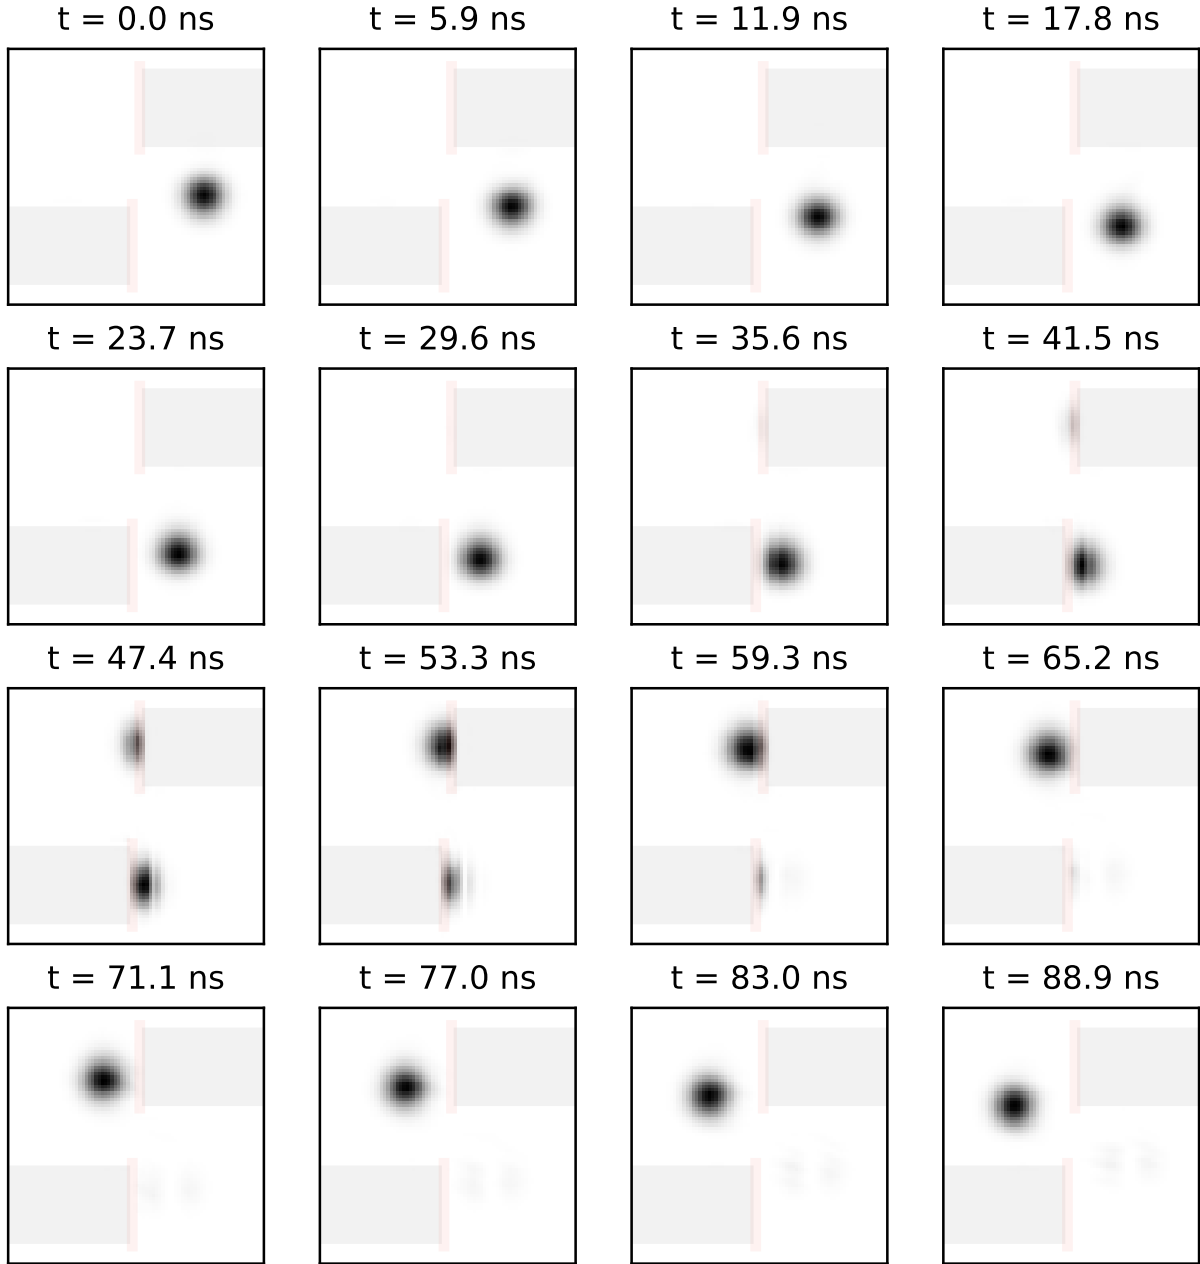 t = 0.0 ns t = 5.9 ns t = 11.9 ns t = 17.8 ns
t = 23.7 ns t = 29.6 ns t = 35.6 ns t = 41.5 ns
t = 47.4 ns t = 53.3 ns t = 59.3 ns t = 65.2 ns
t = 71.1 ns t = 77.0 ns t = 83.0 ns t = 88.9 ns